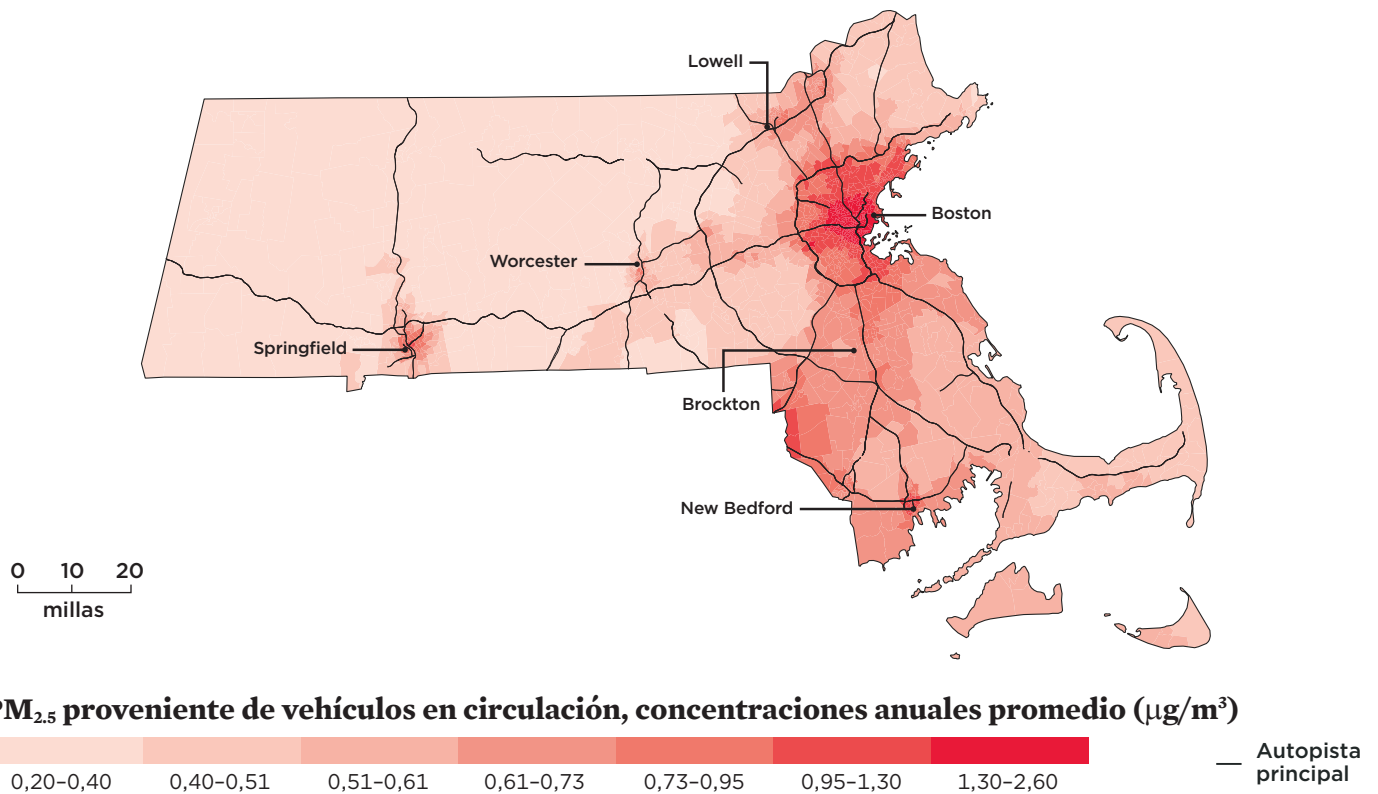 Lowell
Boston
Worcester
Springfield
Brockton
New Bedford
0 10 20
millas
PM2.5 proveniente de vehículos en circulación, concentraciones anuales promedio (μg/m³)
0,20–0,40 0,40–0,51 0,51–0,61 0,61–0,73 0,73–0,95 0,95–1,30 1,30–2,60
Autopista
principal